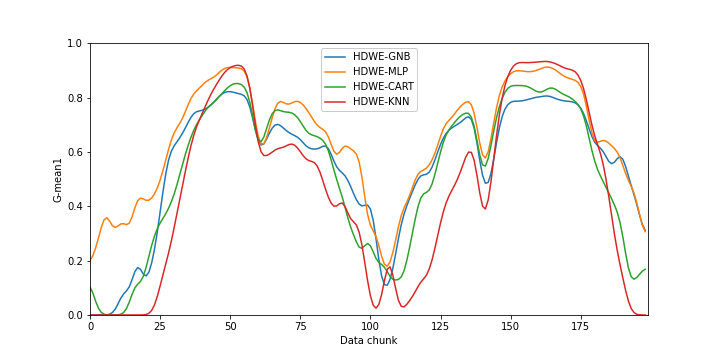 HDWE-GNB
HDWE-MLP
HDWE-CART
HDWE-KNN
G-mean1
1.0
0.8
0.6
0.4
0.2
0.0
0 25 50 75 100 125 150 175
Data chunk